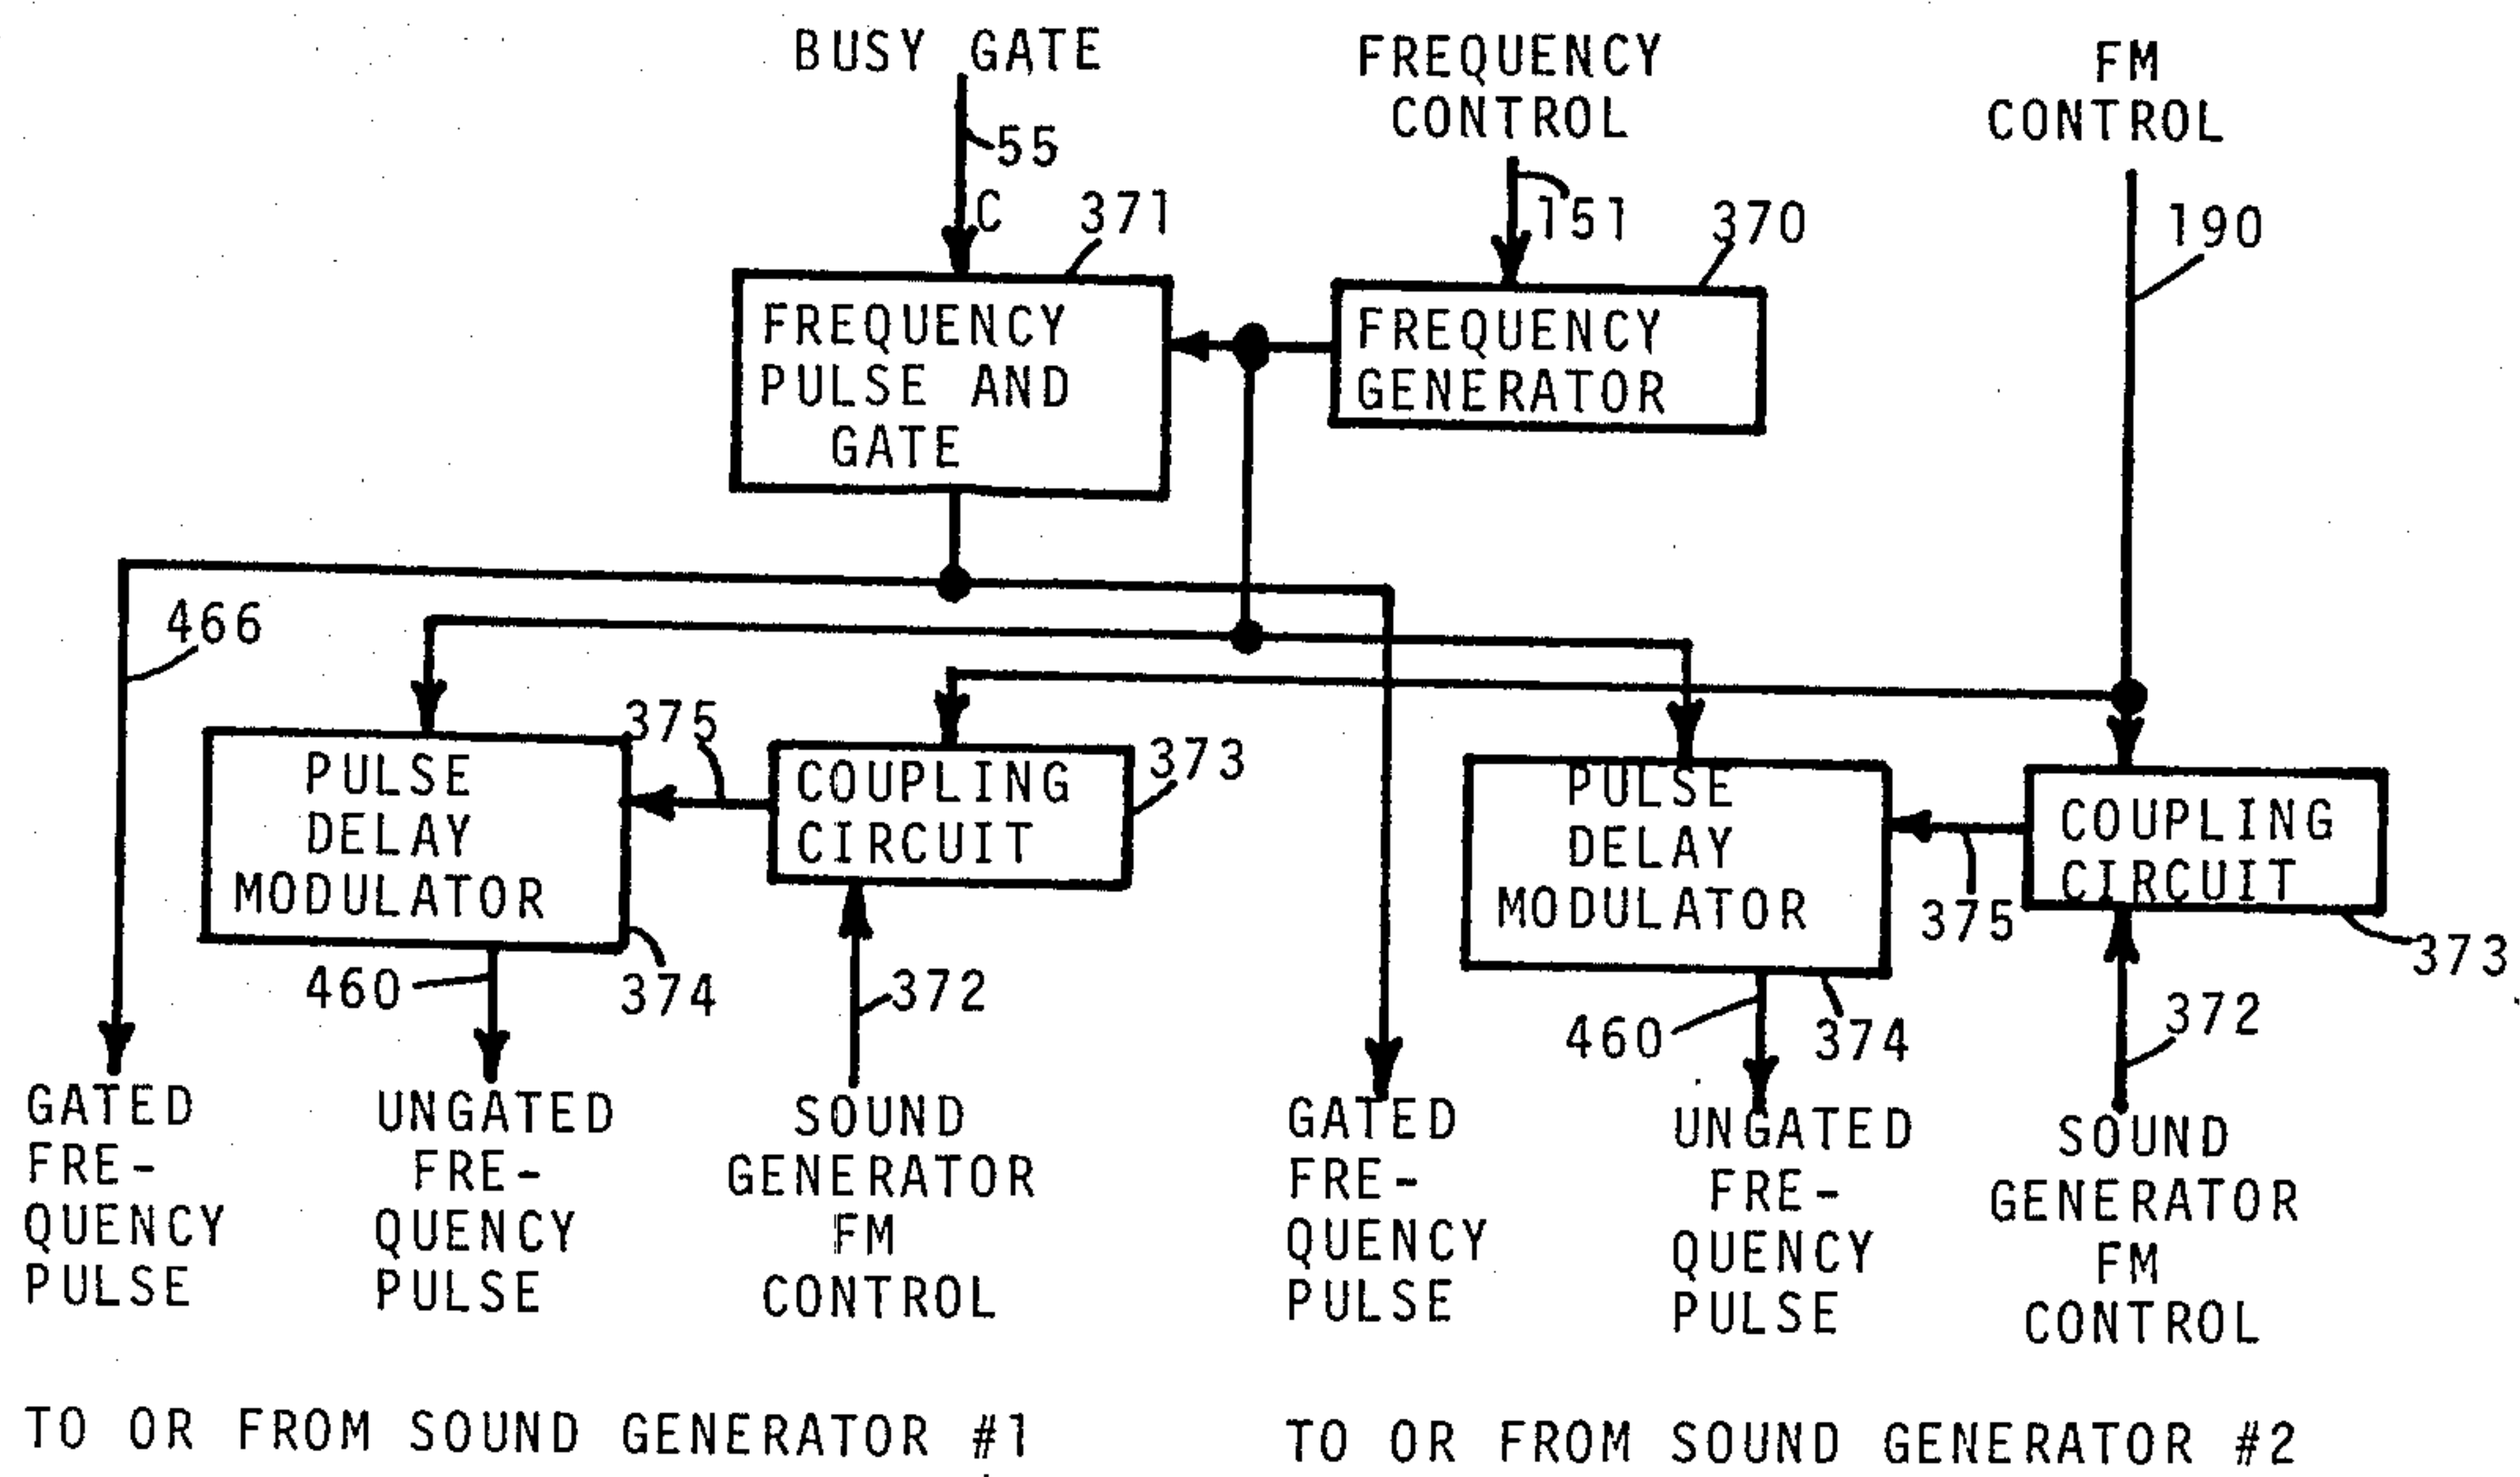 BUSY GATE
FREQUENCY
CONTROL
FM
CONTROL
55
C
371
151
370
190
FREQUENCY
PULSE AND
GATE
FREQUENCY
GENERATOR
466
375
PULSE
DELAY
MODULATOR
COUPLING
CIRCUIT
373
PULSE
DELAY
MODULATOR
COUPLING
CIRCUIT
375
373
460
374
372
460
374
372
GATED
FRE-
QUENCY
PULSE
UNGATED
FRE-
QUENCY
PULSE
SOUND
GENERATOR
FM
CONTROL
GATED
FRE-
QUENCY
PULSE
UNGATED
FRE-
QUENCY
PULSE
SOUND
GENERATOR
FM
CONTROL
TO OR FROM SOUND GENERATOR #1
TO OR FROM SOUND GENERATOR #2